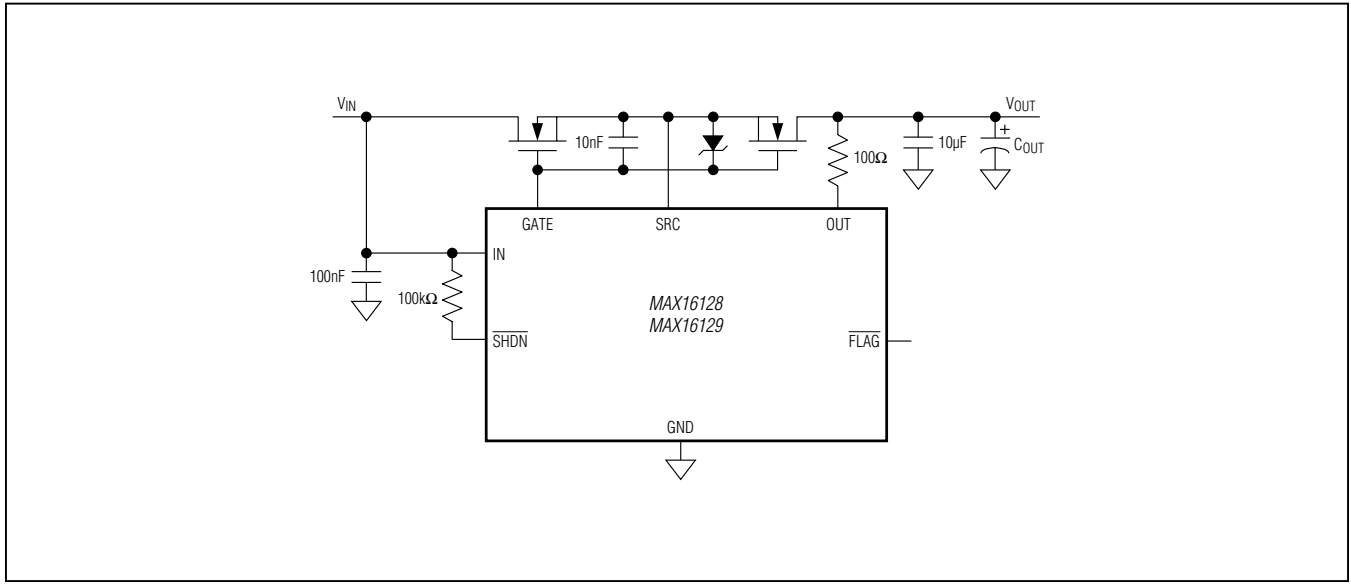 VIN
VOUT
10nF
100Ω
10µF
+
COUT
GATE
SRC
OUT
IN
100nF
100kΩ
SHDN
MAX16128
MAX16129
FLAG
GND